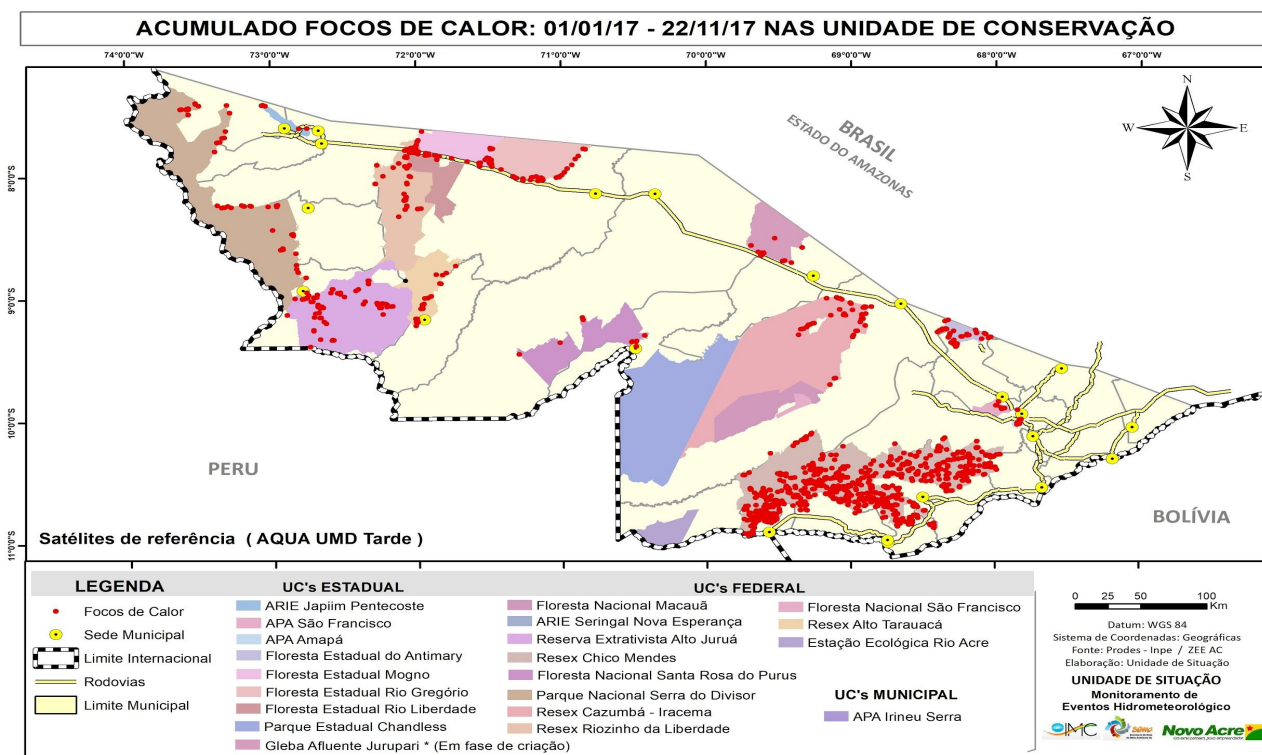 ACUMULADO FOCOS DE CALOR: 01/01/17 - 22/11/17 NAS UNIDADE DE CONSERVAÇÃO
74°0'0"W 73°0'0"W 72°0'0"W 71°0'0"W 70°0'0"W 69°0'0"W 68°0'0"W 67°0'0"W
N
W E
S
BRASIL
ESTADO DO AMAZONAS
8°0'0"S
9°0'0"S
10°0'0"S
11°0'0"S
PERU
BOLÍVIA
Satélites de referência ( AQUA UMD Tarde )
LEGENDA
Focos de Calor
Sede Municipal
Limite Internacional
Rodovias
Limite Municipal
UC's ESTADUAL
ARIE Japiim Pentecoste
APA São Francisco
APA Amapá
Floresta Estadual do Antimary
Floresta Estadual Mogno
Floresta Estadual Rio Gregório
Floresta Estadual Rio Liberdade
Parque Estadual Chandless
Gleba Afluente Jurupari * (Em fase de criação)
UC's FEDERAL
Floresta Nacional Macauã
ARIE Seringal Nova Esperança
Reserva Extrativista Alto Juruá
Resex Chico Mendes
Floresta Nacional Santa Rosa do Purus
Parque Nacional Serra do Divisor
Resex Cazumbá - Iracema
Resex Riozinho da Liberdade
Floresta Nacional São Francisco
Resex Alto Tarauacá
Estação Ecológica Rio Acre
UC's MUNICIPAL
APA Irineu Serra
0 50 100
Km
Datum: WGS 84
Sistema de Coordenadas: Geográficas
Fonte: Prodes - Inpe / ZEE AC
Elaboração: Unidade de Situação
UNIDADE DE SITUAÇÃO
Monitoramento de
Eventos Hidrometeorológico
IMC
Novo Acre